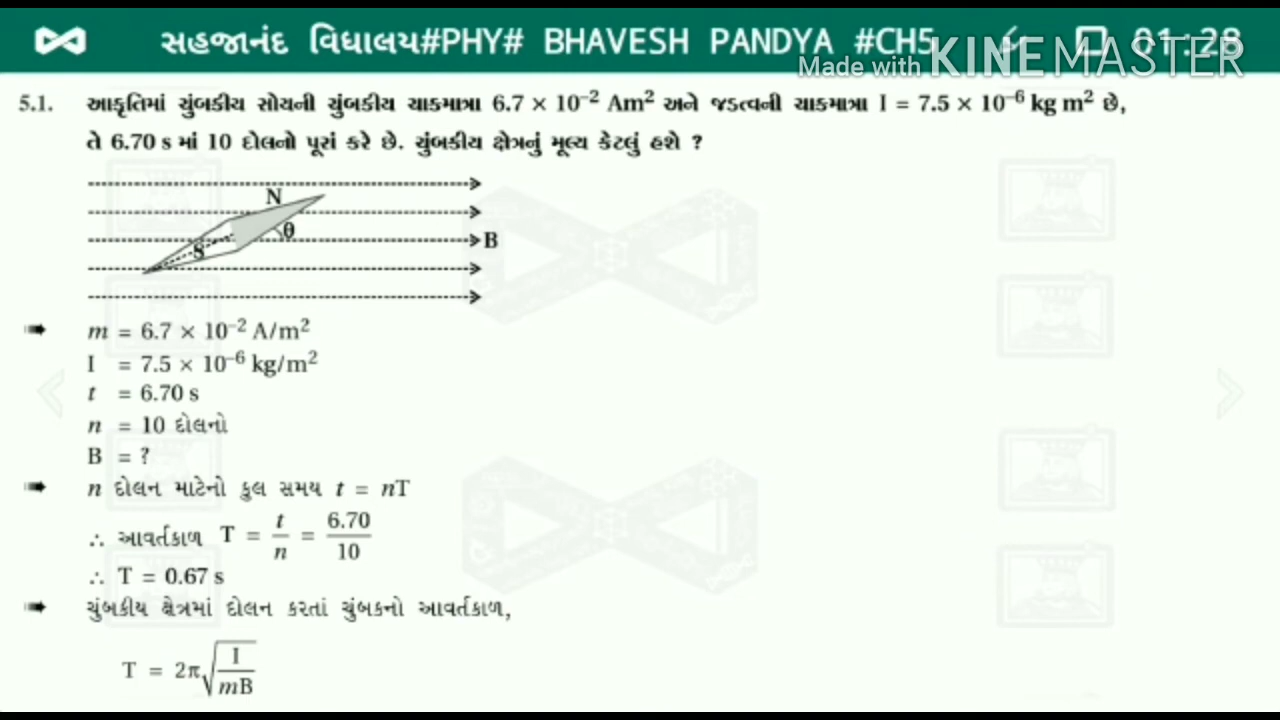 સહજાનંદ વિધાલય#PHY# BHAVESH PANDYA #CH5 01:28
Made with KINEMASTER
5.1. આકૃતિમાં ચુંબકીય સોયની ચુંબકીય ચાકમાત્રા 6.7 × 10⁻² Am² અને જડત્વની ચાકમાત્રા I = 7.5 × 10⁻⁶ kg m² છે,
તે 6.70 s માં 10 દોલનો પૂરાં કરે છે. ચુંબકીય ક્ષેત્રનું મૂલ્ય કેટલું હશે ?
N
θ
S
B
m = 6.7 × 10⁻² A/m²
I = 7.5 × 10⁻⁶ kg/m²
t = 6.70 s
n = 10 દોલનો
B = ?
n દોલન માટેનો કુલ સમય t = nT
∴ આવર્તકાળ T = t/n = 6.70/10
∴ T = 0.67 s
ચુંબકીય ક્ષેત્રમાં દોલન કરતાં ચુંબકનો આવર્તકાળ,
T = 2π√(I/mB)